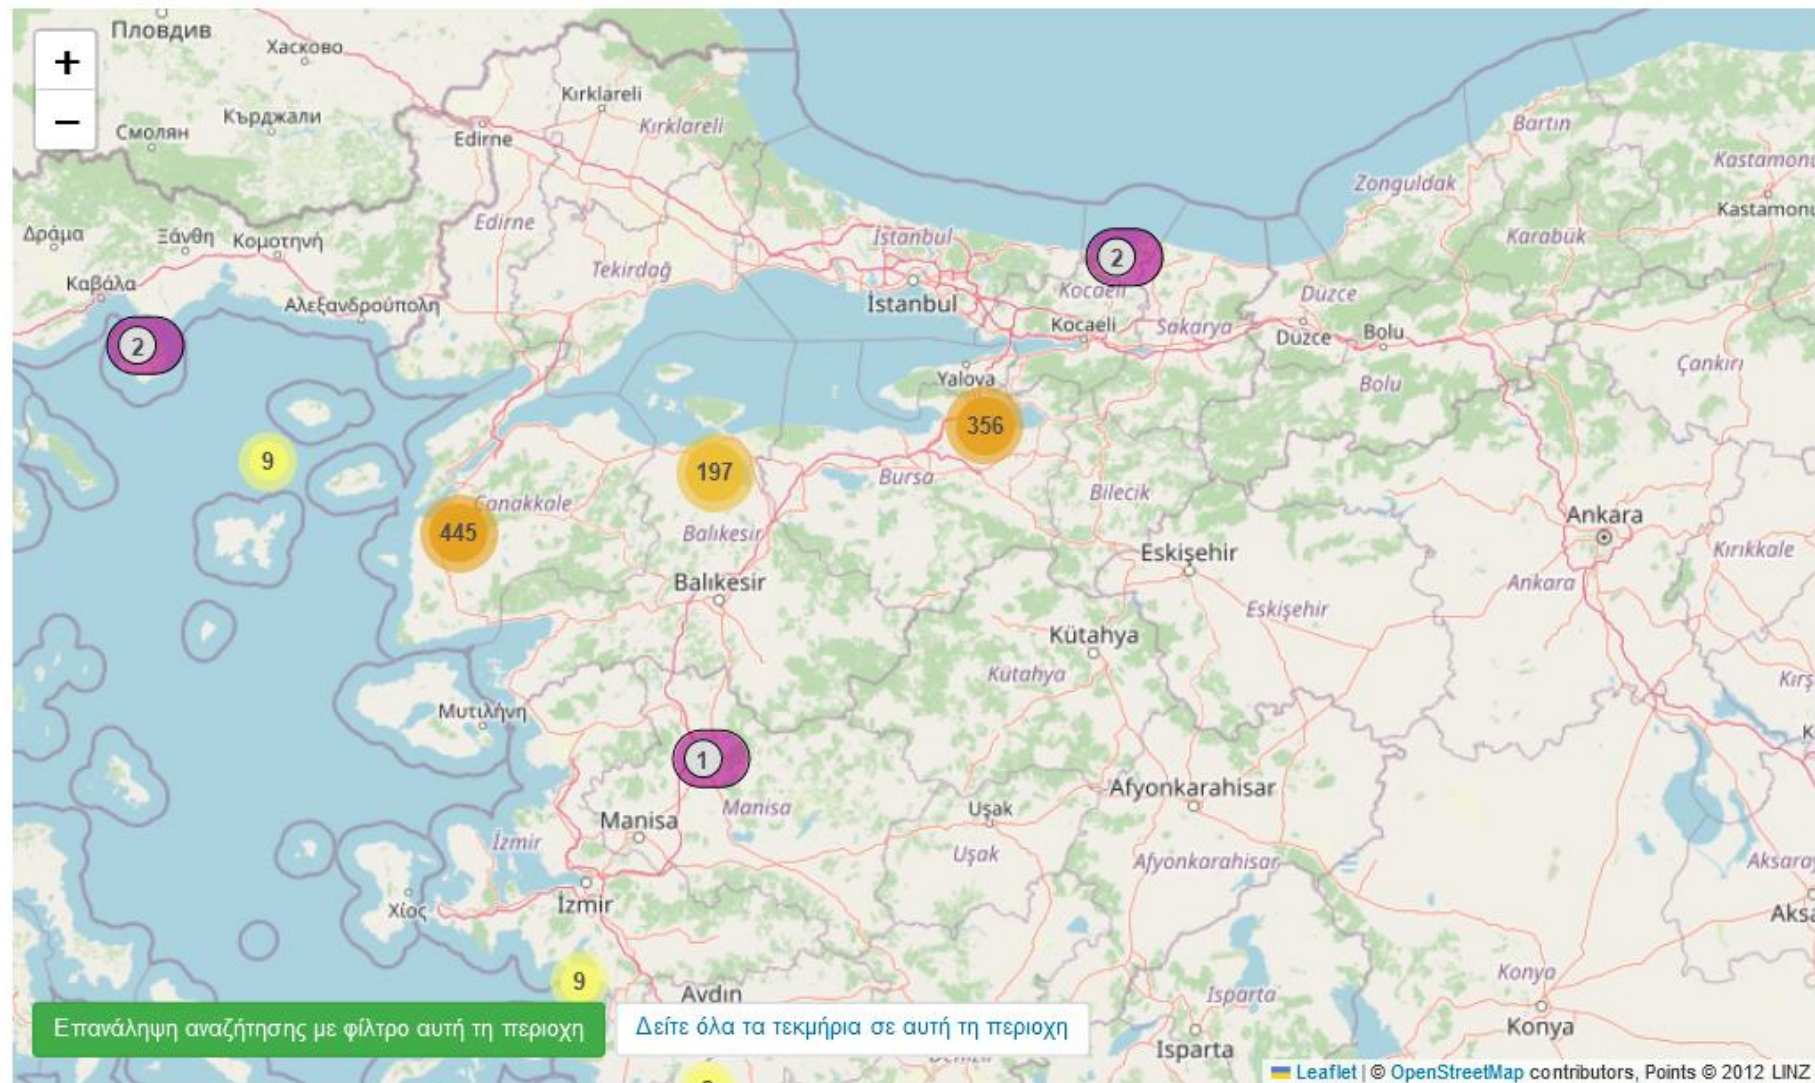 Пловдив
Хасково
+
Kırklareli
Кърджали
−
Смолян
Edirne
Kırklareli
Bartın
Kastamonu
Zonguldak
Kastamonu
Δράμα
Ξάνθη
Κομοτηνή
Edirne
İstanbul
Karabük
2
Tekirdağ
Καβάλα
Αλεξανδρούπολη
İstanbul
Kocaeli
Düzce
2
Kocaeli
Sakarya
Düzce
Bolu
Yalova
Bolu
Çankırı
356
9
197
Bursa
Bilecik
Çanakkale
445
Balıkesir
Ankara
Eskişehir
Kırıkkale
Balıkesir
Ankara
Eskişehir
Kütahya
Kütahya
Μυτιλήνη
1
Manisa
Uşak
Afyonkarahisar
Manisa
İzmir
Uşak
Afyonkarahisar
Χίος
İzmir
Konya
9
Aydın
Isparta
Επανάληψη αναζήτησης με φίλτρο αυτή τη περιοχη
Δείτε όλα τα τεκμήρια σε αυτή τη περιοχη
Konya
Isparta
Denizli
Leaflet | © OpenStreetMap contributors, Points © 2012 LINZ